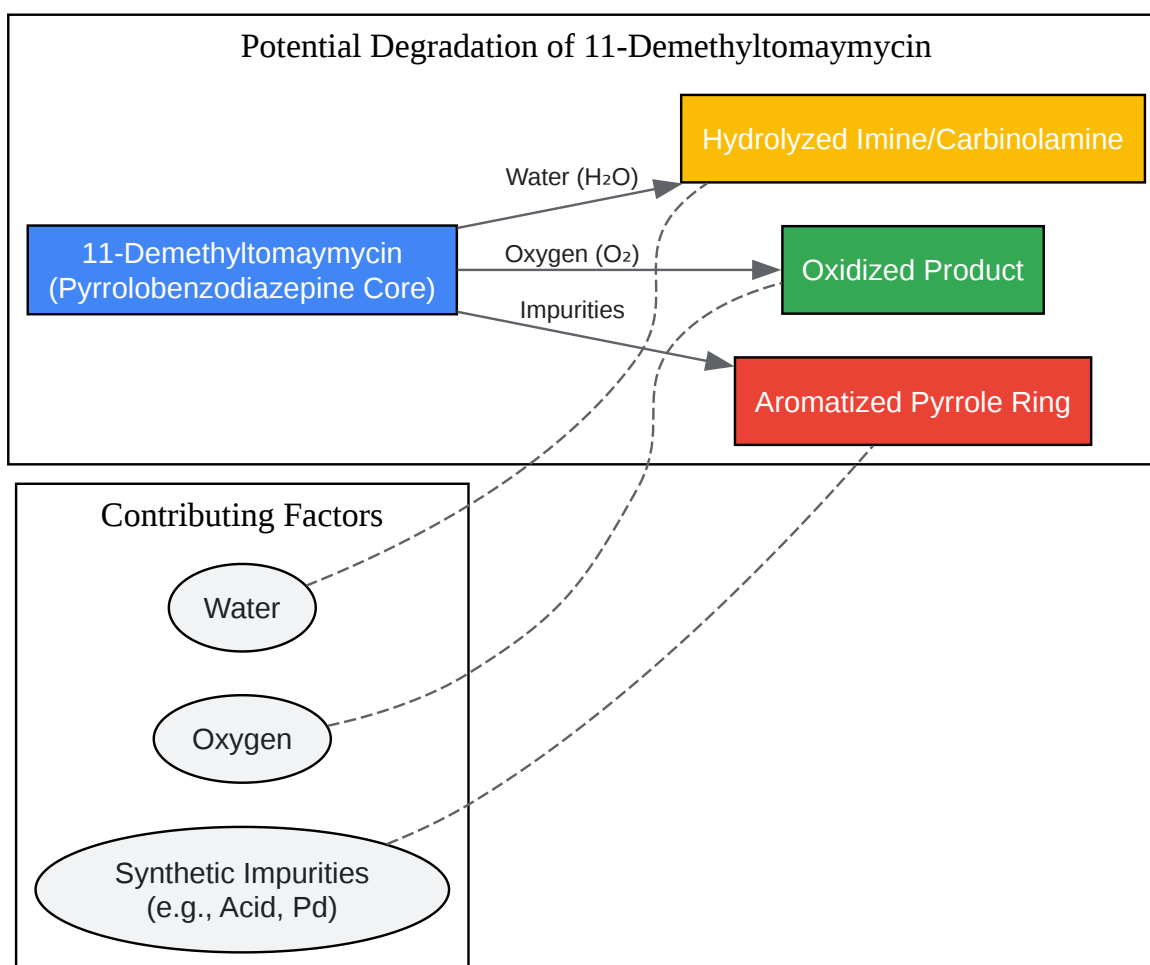 Potential Degradation of 11-Demethyltomaymycin
Hydrolyzed Imine/Carbinolamine
Water (H₂O)
11-Demethyltomaymycin
(Pyrrolobenzodiazepine Core)
Oxygen (O₂)
Oxidized Product
Impurities
Aromatized Pyrrole Ring
Contributing Factors
Water
Oxygen
Synthetic Impurities
(e.g., Acid, Pd)